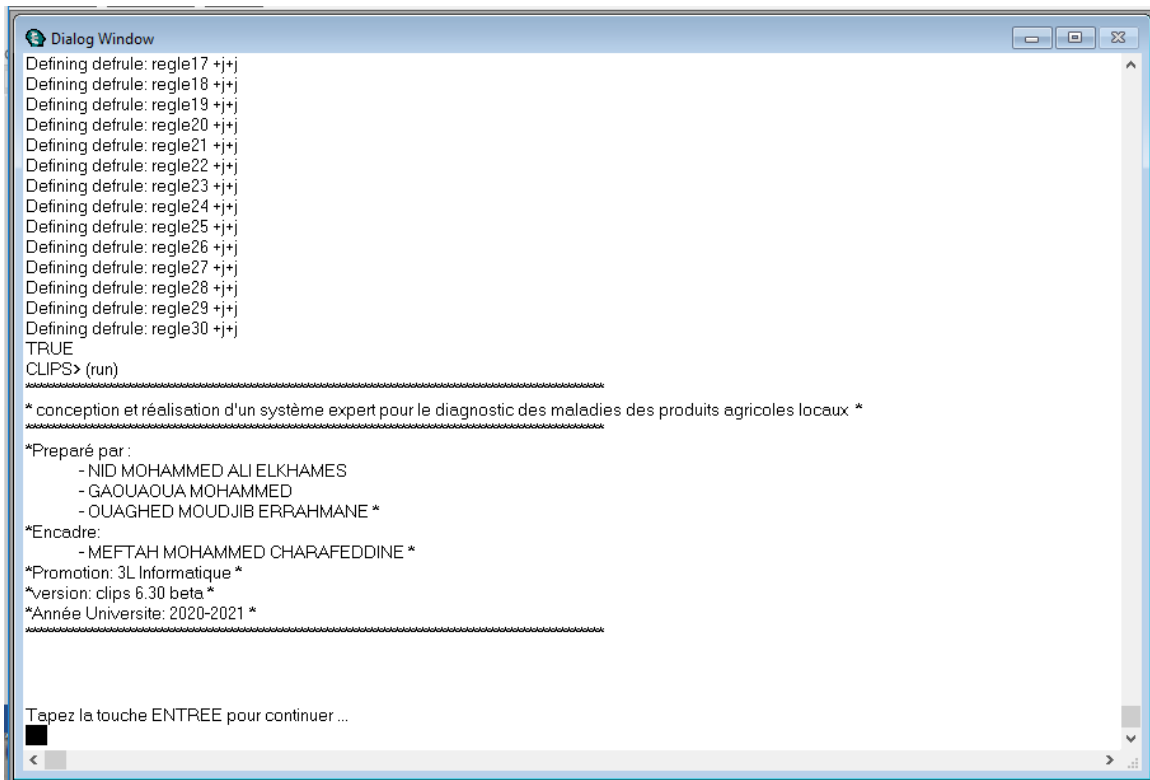 Dialog Window
Defining defrule: regle17 +j+j
Defining defrule: regle18 +j+j
Defining defrule: regle19 +j+j
Defining defrule: regle20 +j+j
Defining defrule: regle21 +j+j
Defining defrule: regle22 +j+j
Defining defrule: regle23 +j+j
Defining defrule: regle24 +j+j
Defining defrule: regle25 +j+j
Defining defrule: regle26 +j+j
Defining defrule: regle27 +j+j
Defining defrule: regle28 +j+j
Defining defrule: regle29 +j+j
Defining defrule: regle30 +j+j
TRUE
CLIPS> (run)
* conception et réalisation d'un système expert pour le diagnostic des maladies des produits agricoles locaux *
*Preparé par :
- NID MOHAMMED ALI ELKHAMES
- GAOUAOUA MOHAMMED
- OUAGHED MOUDJIB ERRAHMANE *
*Encadre:
- MEFTAH MOHAMMED CHARAFEDDINE *
*Promotion: 3L Informatique *
*version: clips 6.30 beta *
*Année Universite: 2020-2021 *
Tapez la touche ENTREE pour continuer ...